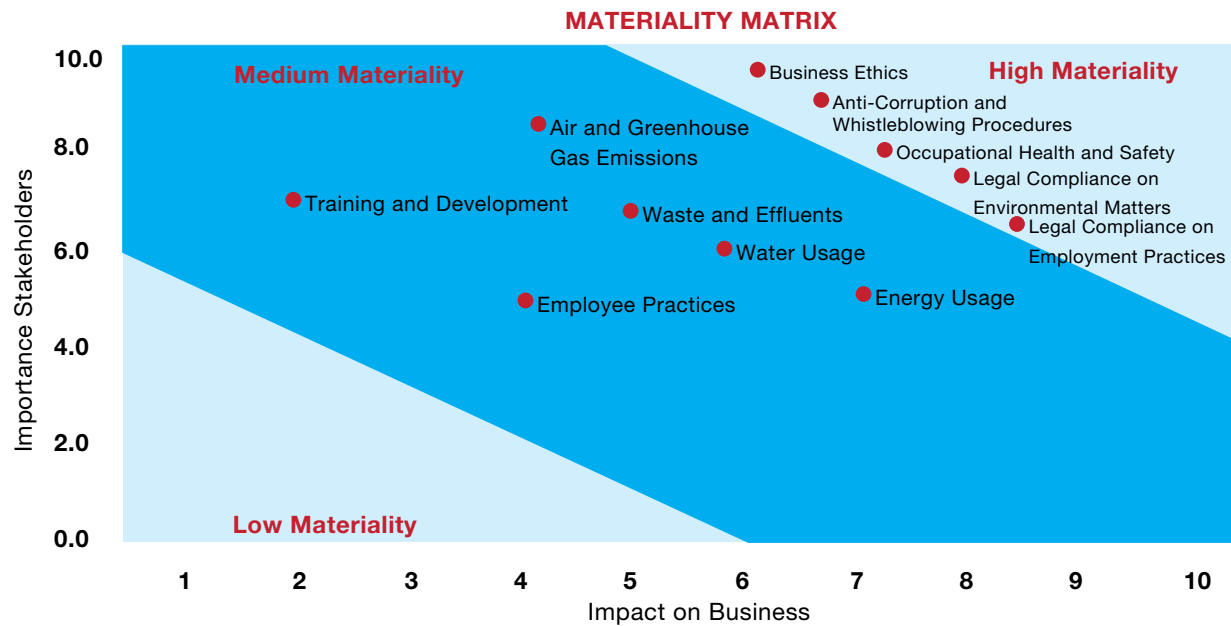 MATERIALITY MATRIX
Importance Stakeholders
10.0
8.0
6.0
4.0
2.0
0.0
Medium Materiality
High Materiality
Low Materiality
Business Ethics
Anti-Corruption and
Whistleblowing Procedures
Air and Greenhouse
Gas Emissions
Occupational Health and Safety
Legal Compliance on
Environmental Matters
Training and Development
Waste and Effluents
Legal Compliance on
Employment Practices
Water Usage
Employee Practices
Energy Usage
1
2
3
4
5
6
7
8
9
10
Impact on Business